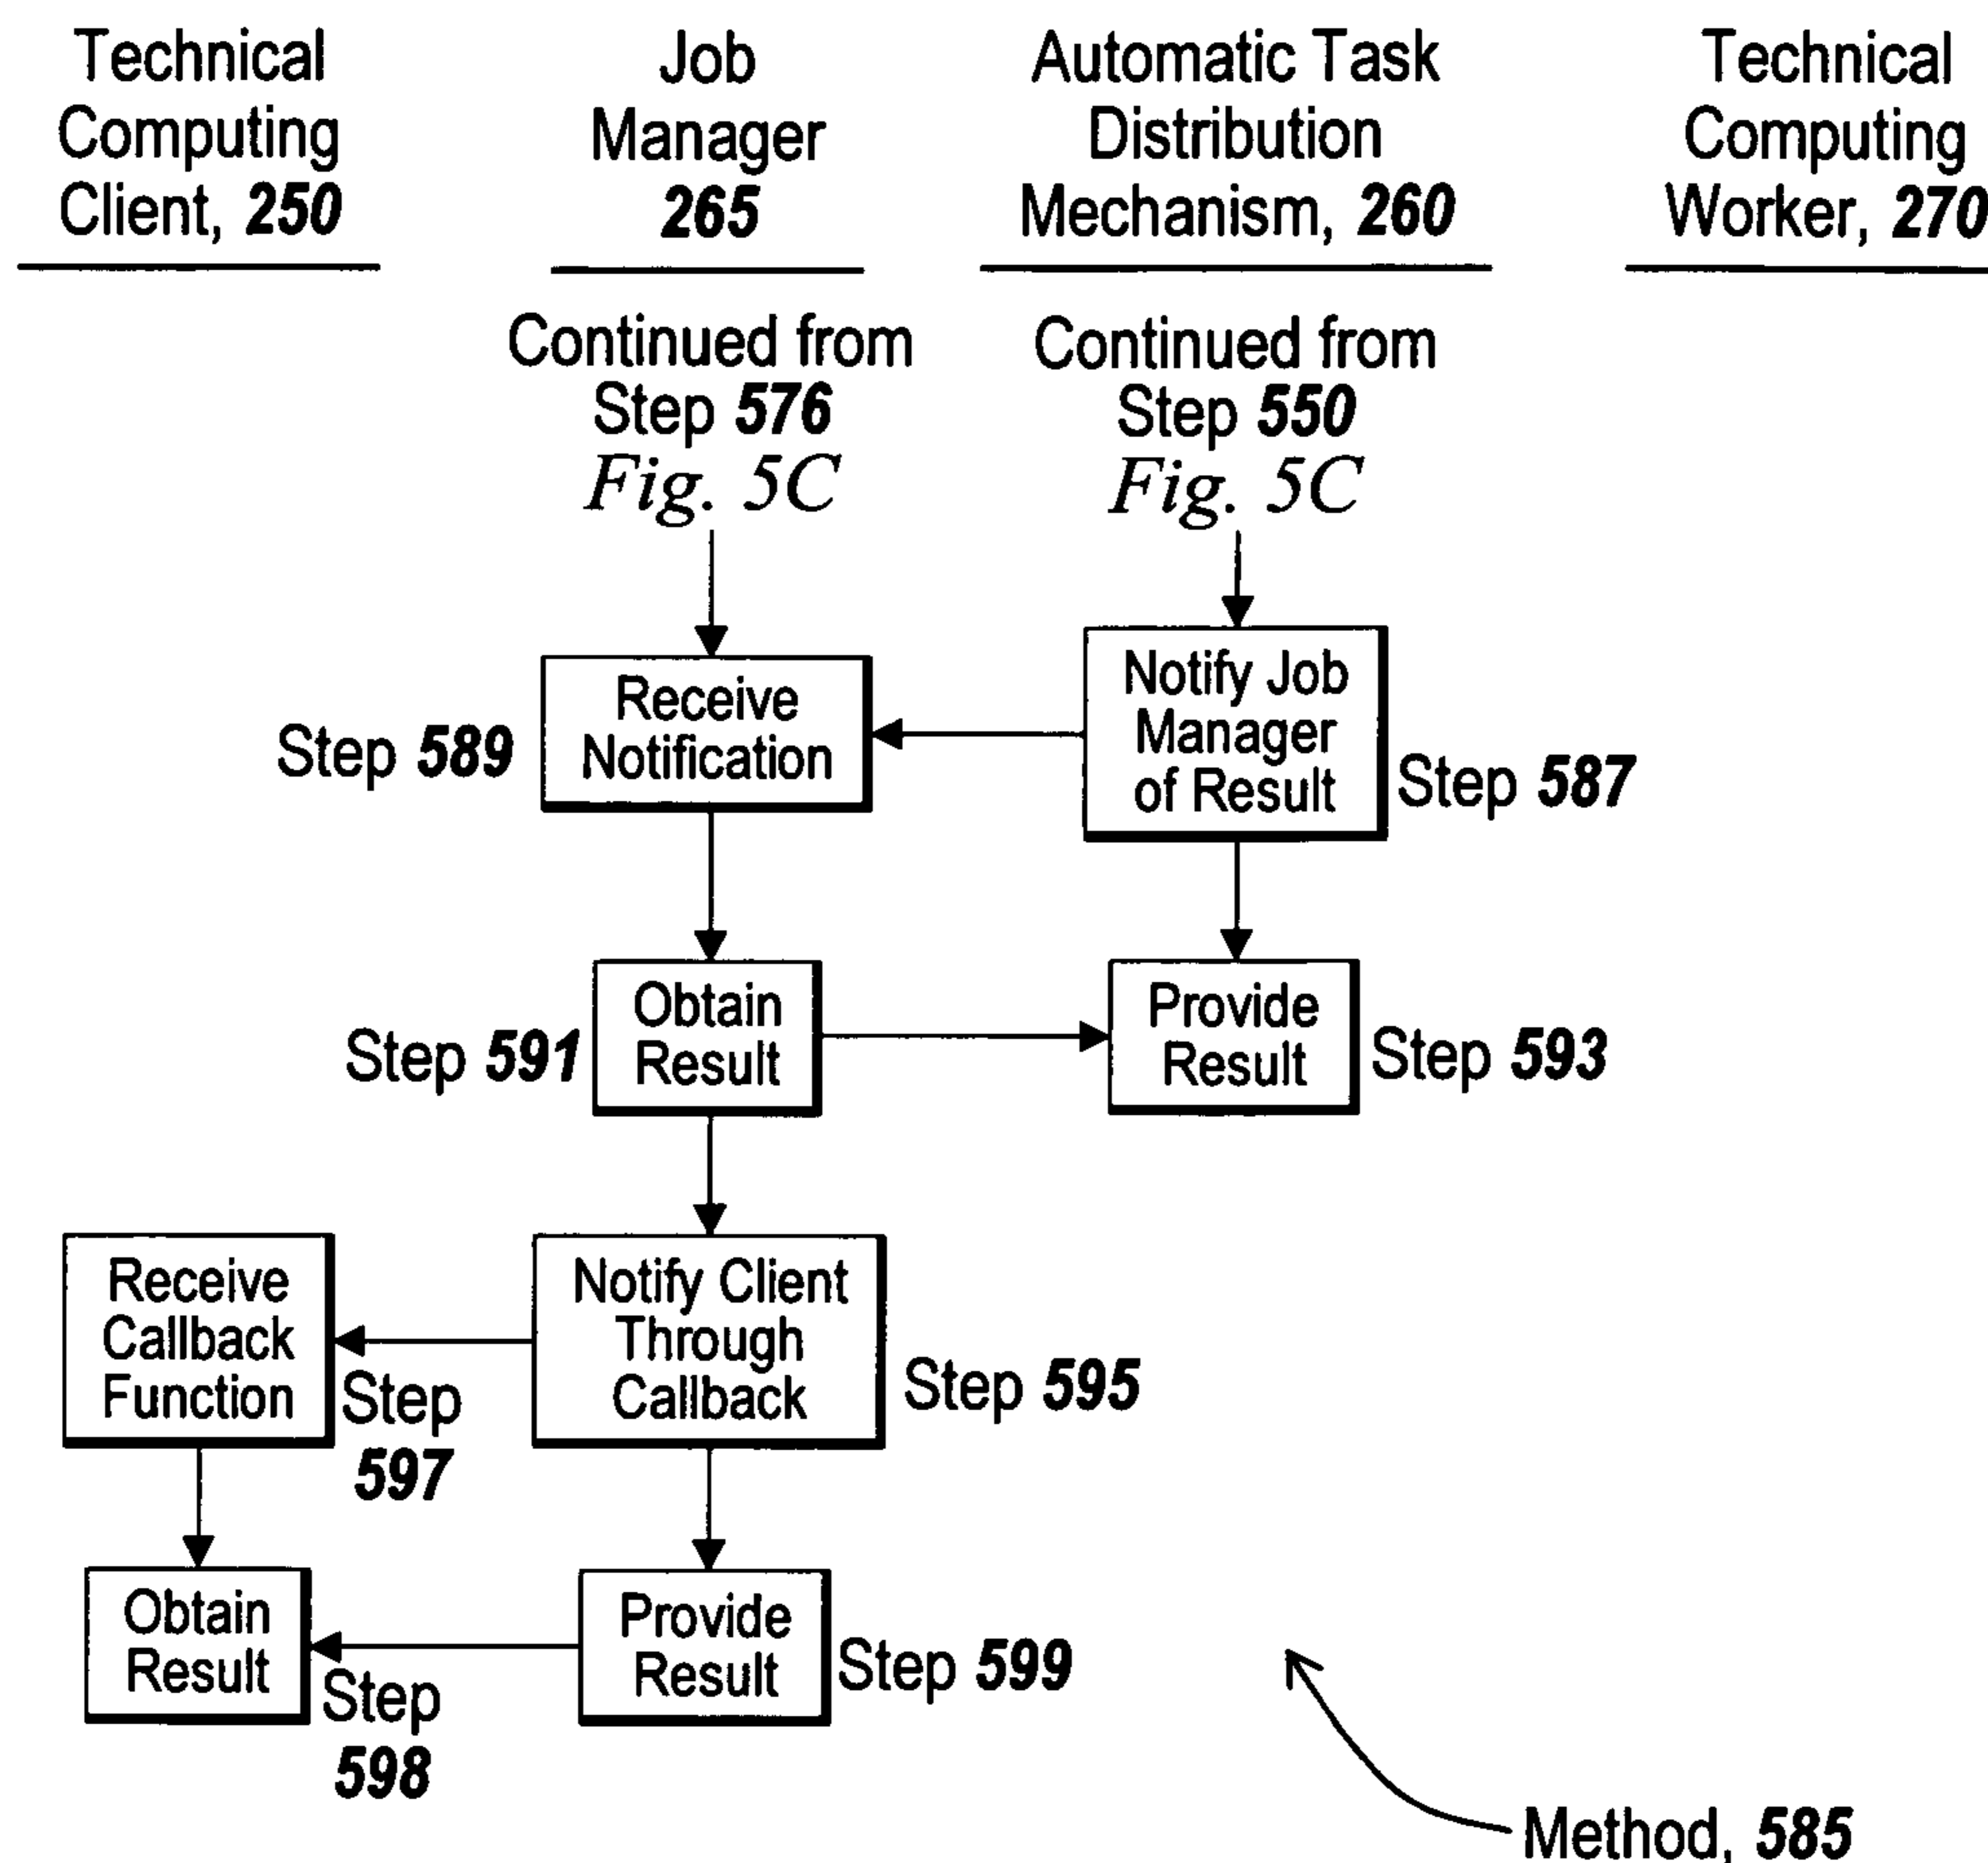 Technical
Computing
Client, 250
Job
Manager
265
Automatic Task
Distribution
Mechanism, 260
Technical
Computing
Worker, 270
Continued from
Step 576
Fig. 5C
Continued from
Step 550
Fig. 5C
Receive
Notification
Step 589
Notify Job
Manager
of Result
Step 587
Obtain
Result
Step 591
Provide
Result
Step 593
Receive
Callback
Function
Step
597
Notify Client
Through
Callback
Step 595
Obtain
Result
Step
598
Provide
Result
Step 599
Method, 585